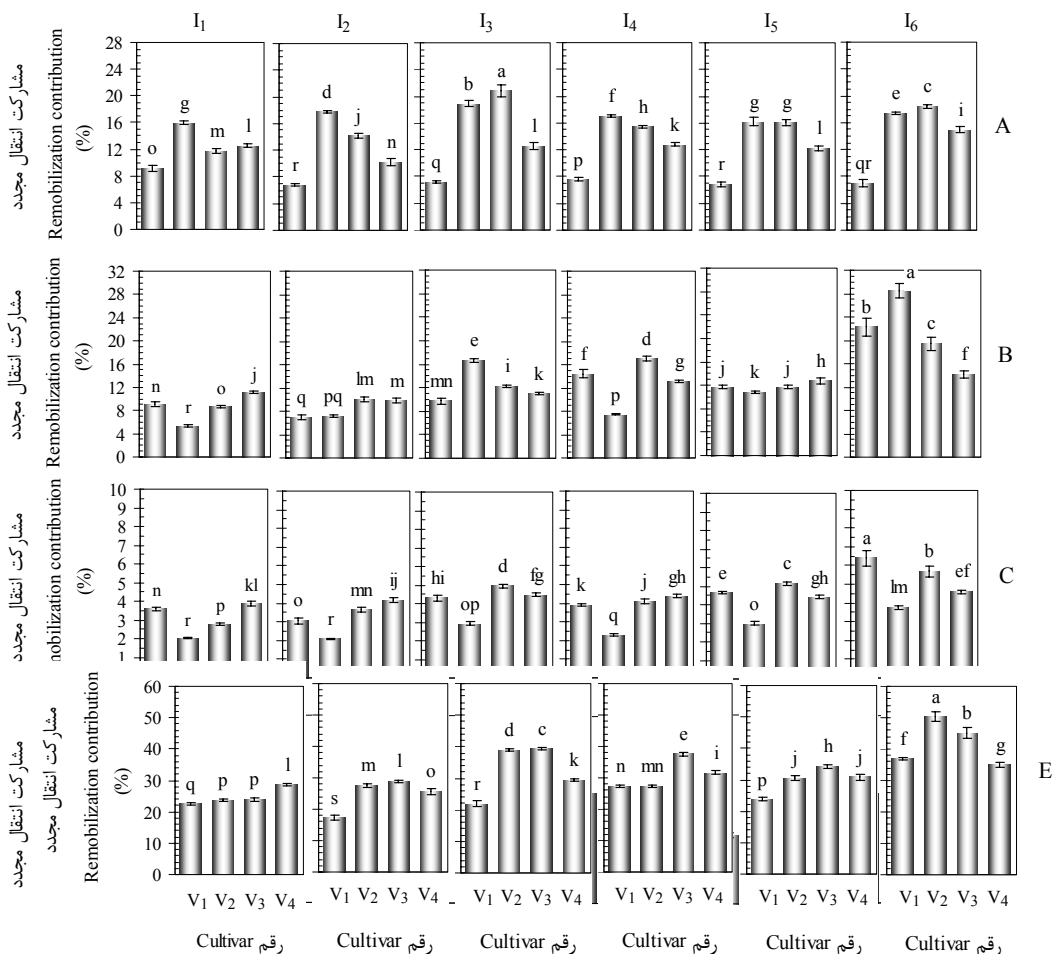 I1 I2 I3 I4 I5 I6
مشارکت انتقال مجدد
Remobilization contribution
(%)
28
24
20
16
12
8
4
0
o g m l
r d j n
q b a l
p f h k
r g g l
qr e c i
A
مشارکت انتقال مجدد
Remobilization contribution
(%)
32
28
24
20
16
12
8
4
0
n r o j
q pq lm m
mn e i k
f p d g
j k j h
b a c f
B
مشارکت انتقال مجدد
mobilization contribution
(%)
10
9
8
7
6
5
4
3
2
1
n r p kl
o r mn ij
hi op d fg
k q j gh
e o c gh
a lm b ef
C
مشارکت انتقال مجدد
مشارکت انتقال مجدد
Remobilization contribution
(%)
60
50
40
30
20
10
0
q p p l
s m l o
r d c k
n mn e i
p j h j
f a b g
E
V1 V2 V3 V4
V1 V2 V3 V4
V1 V2 V3 V4
V1 V2 V3 V4
V1 V2 V3 V4
V1 V2 V3 V4
Cultivar رقم
Cultivar رقم
Cultivar رقم
Cultivar رقم
Cultivar رقم
Cultivar رقم